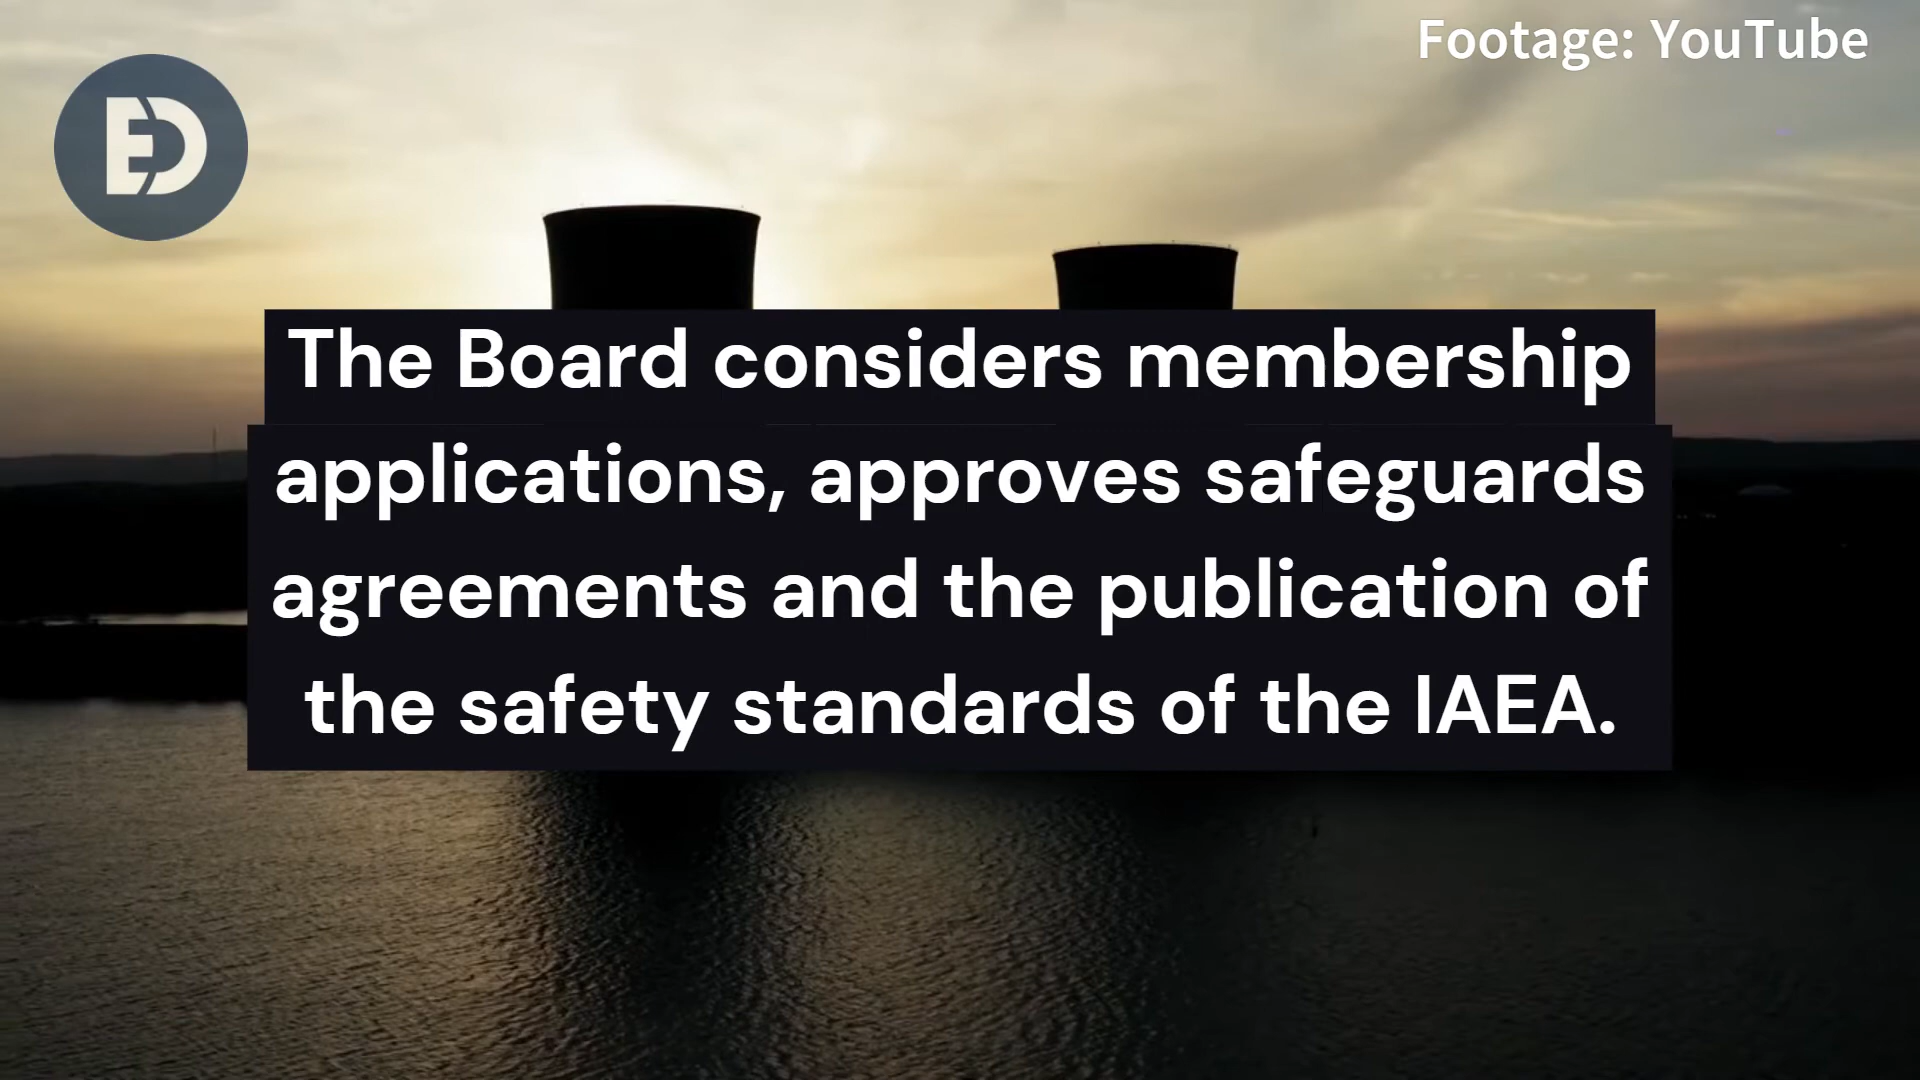 Footage: YouTube
ED
The Board considers membership
applications, approves safeguards
agreements and the publication of
the safety standards of the IAEA.